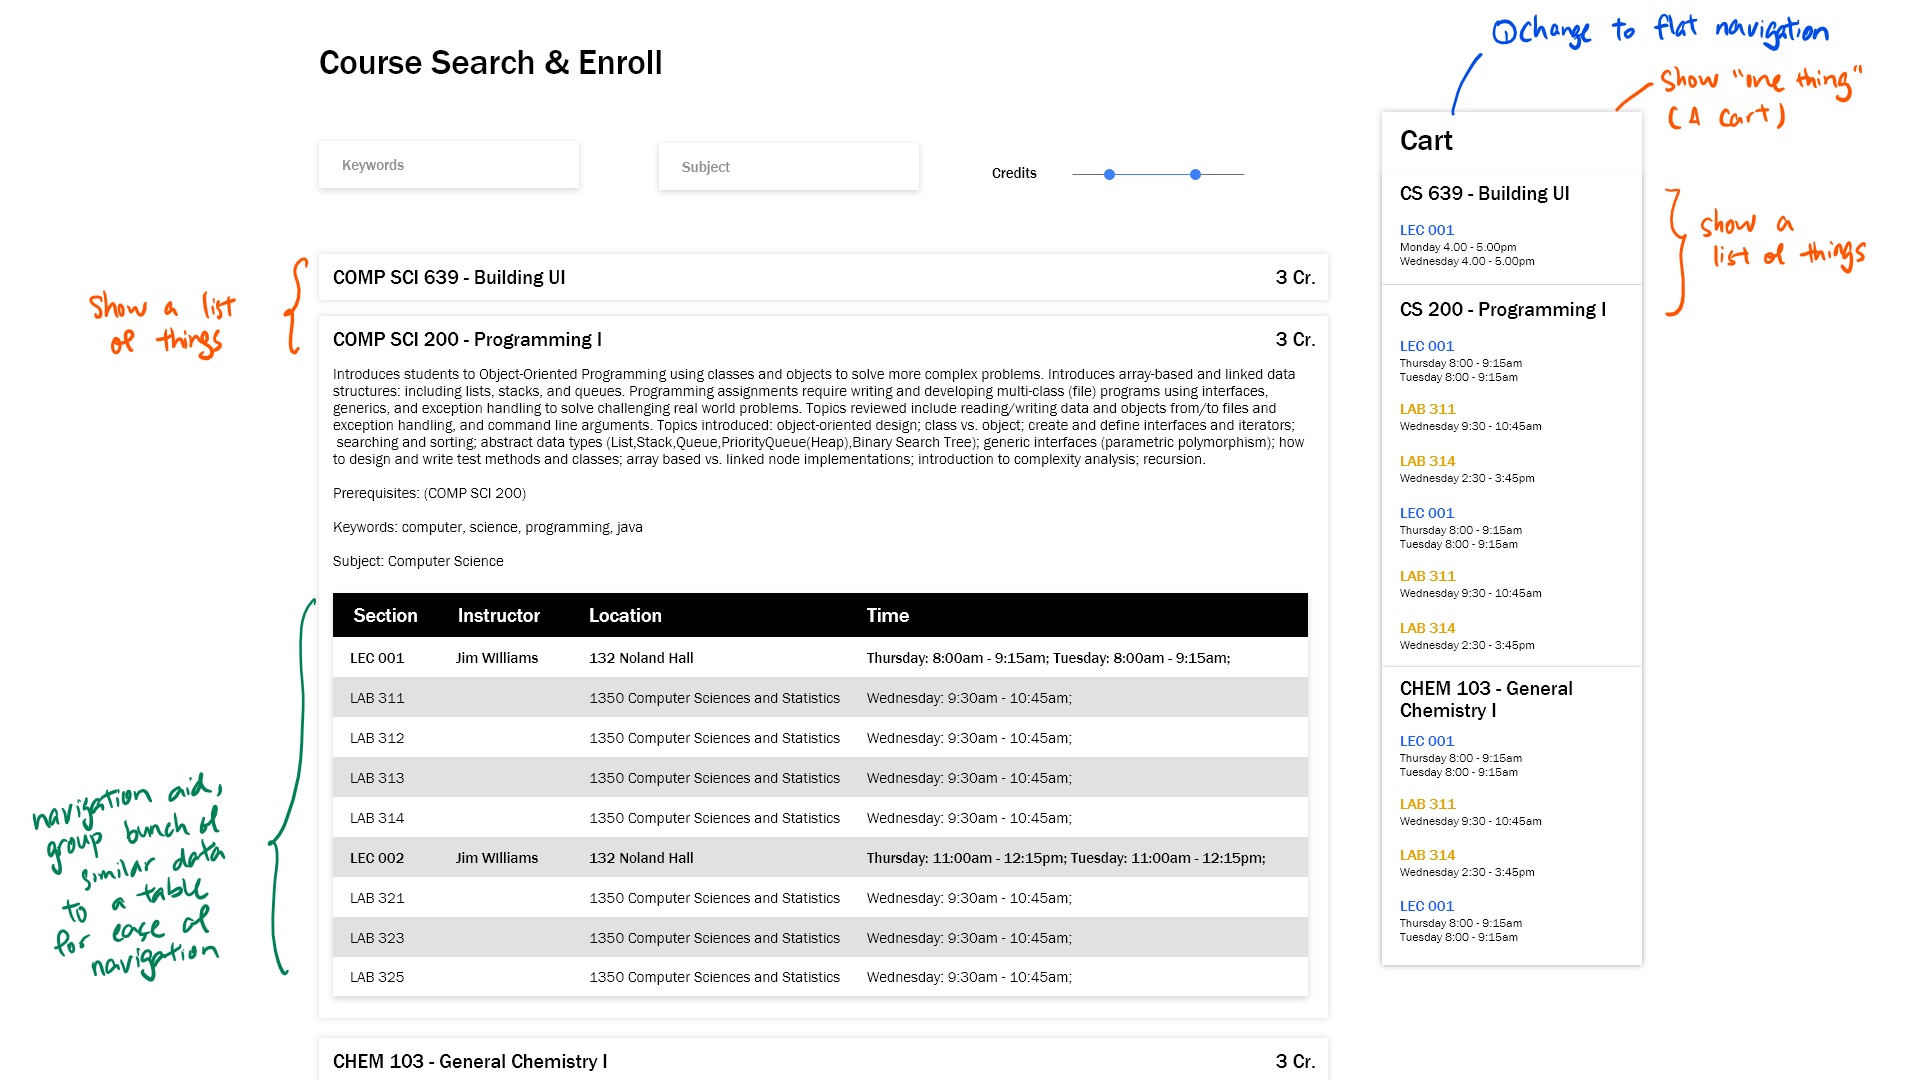 ① Change to flat navigation
Show "one thing"
(A cart)
Course Search & Enroll
Keywords
Subject
Credits
Show a list
of things
COMP SCI 639 - Building UI 3 Cr.
COMP SCI 200 - Programming I 3 Cr.
Introduces students to Object-Oriented Programming using classes and objects to solve more complex problems. Introduces array-based and linked data
structures: including lists, stacks, and queues. Programming assignments require writing and developing multi-class (file) programs using interfaces,
generics, and exception handling to solve challenging real world problems. Topics reviewed include reading/writing data and objects from/to files and
exception handling, and command line arguments. Topics introduced: object-oriented design; class vs. object; create and define interfaces and iterators;
searching and sorting; abstract data types (List,Stack,Queue,PriorityQueue(Heap),Binary Search Tree); generic interfaces (parametric polymorphism); how
to design and write test methods and classes; array based vs. linked node implementations; introduction to complexity analysis; recursion.
Prerequisites: (COMP SCI 200)
Keywords: computer, science, programming, java
Subject: Computer Science
navigation aid,
group bunch of
similar data
to a table
for ease of
navigation
Section Instructor Location Time
LEC 001 Jim WIlliams 132 Noland Hall Thursday: 8:00am - 9:15am; Tuesday: 8:00am - 9:15am;
LAB 311 1350 Computer Sciences and Statistics Wednesday: 9:30am - 10:45am;
LAB 312 1350 Computer Sciences and Statistics Wednesday: 9:30am - 10:45am;
LAB 313 1350 Computer Sciences and Statistics Wednesday: 9:30am - 10:45am;
LAB 314 1350 Computer Sciences and Statistics Wednesday: 9:30am - 10:45am;
LEC 002 Jim WIlliams 132 Noland Hall Thursday: 11:00am - 12:15pm; Tuesday: 11:00am - 12:15pm;
LAB 321 1350 Computer Sciences and Statistics Wednesday: 9:30am - 10:45am;
LAB 323 1350 Computer Sciences and Statistics Wednesday: 9:30am - 10:45am;
LAB 325 1350 Computer Sciences and Statistics Wednesday: 9:30am - 10:45am;
CHEM 103 - General Chemistry I 3 Cr.
Cart
CS 639 - Building UI
LEC 001
Monday 4.00 - 5.00pm
Wednesday 4.00 - 5.00pm
show a
list of things
CS 200 - Programming I
LEC 001
Thursday 8:00 - 9:15am
Tuesday 8:00 - 9:15am
LAB 311
Wednesday 9:30 - 10:45am
LAB 314
Wednesday 2:30 - 3:45pm
LEC 001
Thursday 8:00 - 9:15am
Tuesday 8:00 - 9:15am
LAB 311
Wednesday 9:30 - 10:45am
LAB 314
Wednesday 2:30 - 3:45pm
CHEM 103 - General
Chemistry I
LEC 001
Thursday 8:00 - 9:15am
Tuesday 8:00 - 9:15am
LAB 311
Wednesday 9:30 - 10:45am
LAB 314
Wednesday 2:30 - 3:45pm
LEC 001
Thursday 8:00 - 9:15am
Tuesday 8:00 - 9:15am